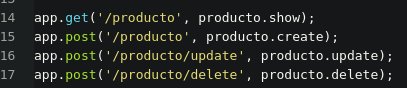 14 app.get('/producto', producto.show);
15 app.post('/producto', producto.create);
16 app.post('/producto/update', producto.update);
17 app.post('/producto/delete', producto.delete);